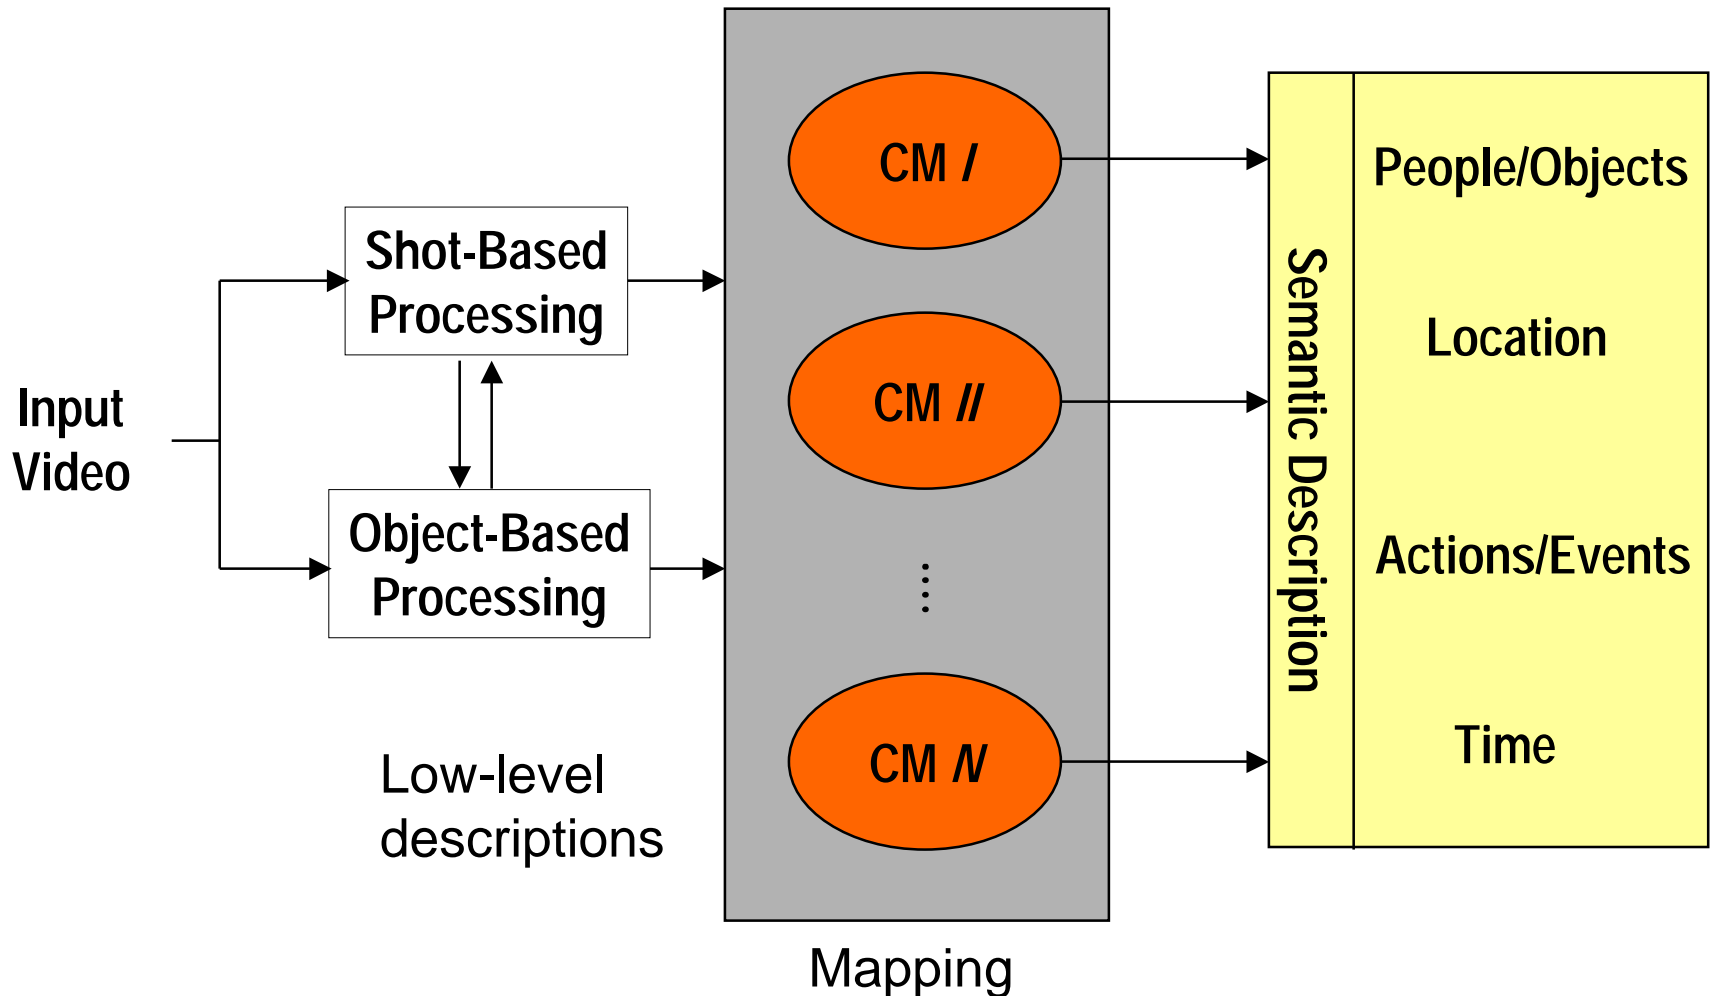 Input
Video
Shot-Based
Processing
Object-Based
Processing
Low-level
descriptions
CM I
CM II
CM N
Mapping
Semantic Description
People/Objects
Location
Actions/Events
Time